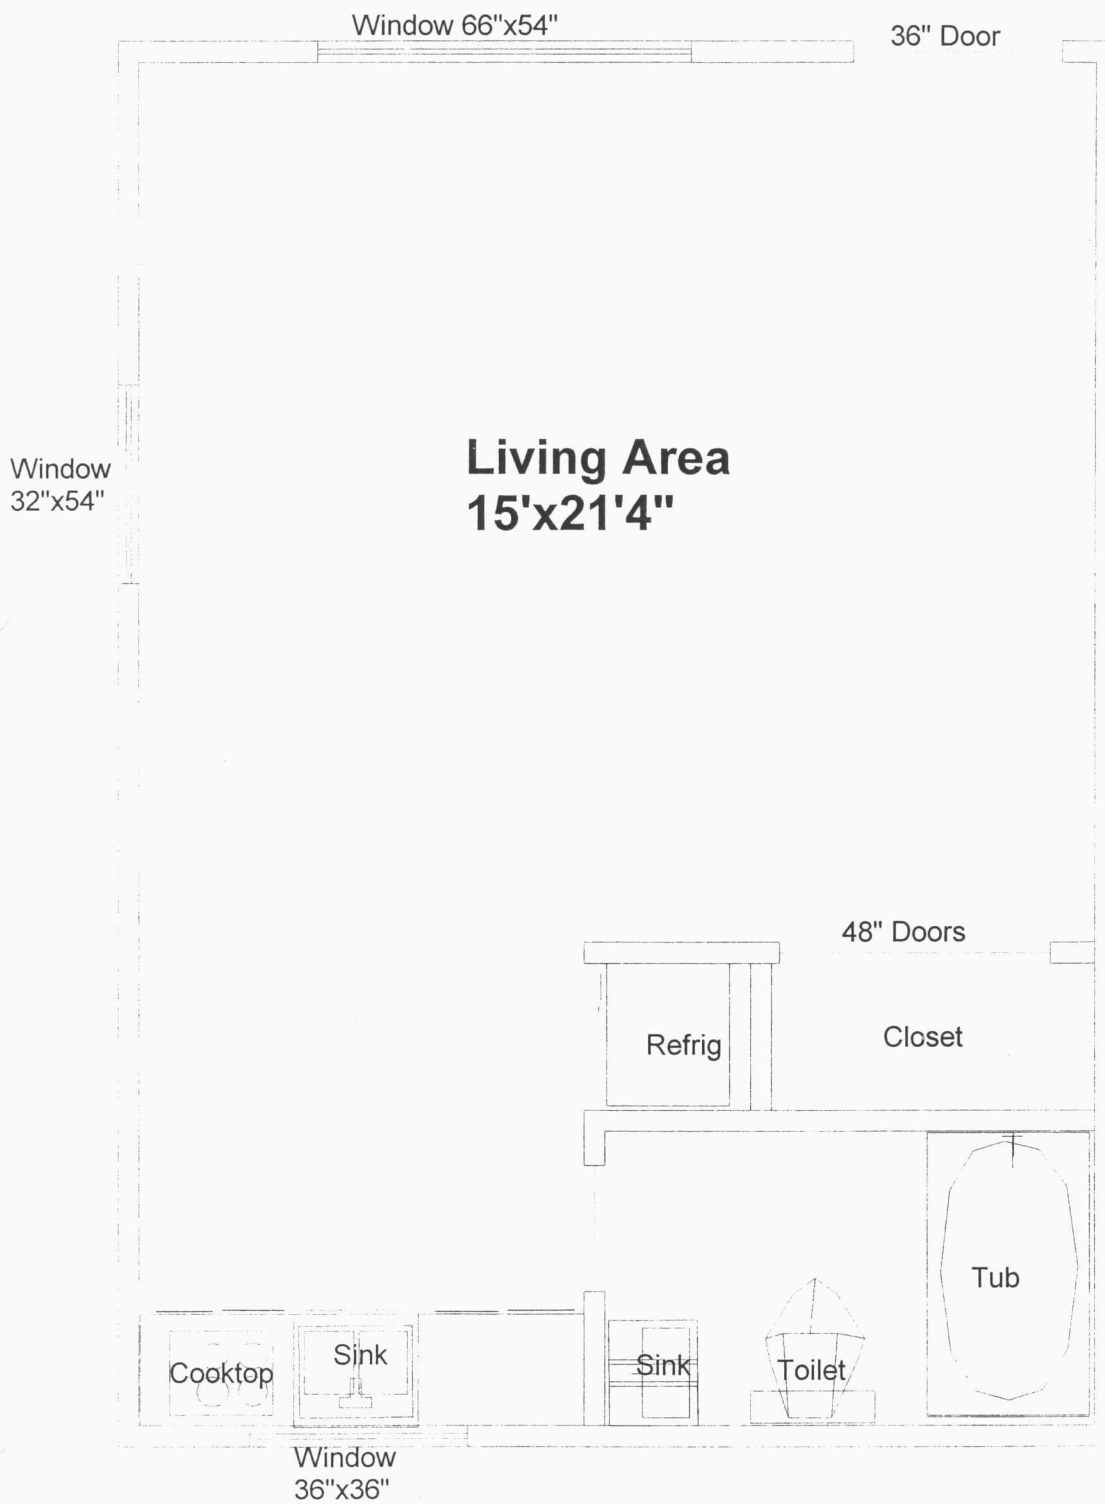 Window 66"x54"
36" Door
Window
32"x54"
Living Area
15'x21'4"
48" Doors
Refrig
Closet
Tub
Cooktop
Sink
Sink
Toilet
Window
36"x36"